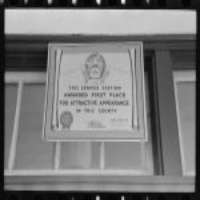 THIS SERVICE STATION
AWARDED FIRST PLACE
FOR ATTRACTIVE APPEARANCE
IN THIS COUNTY